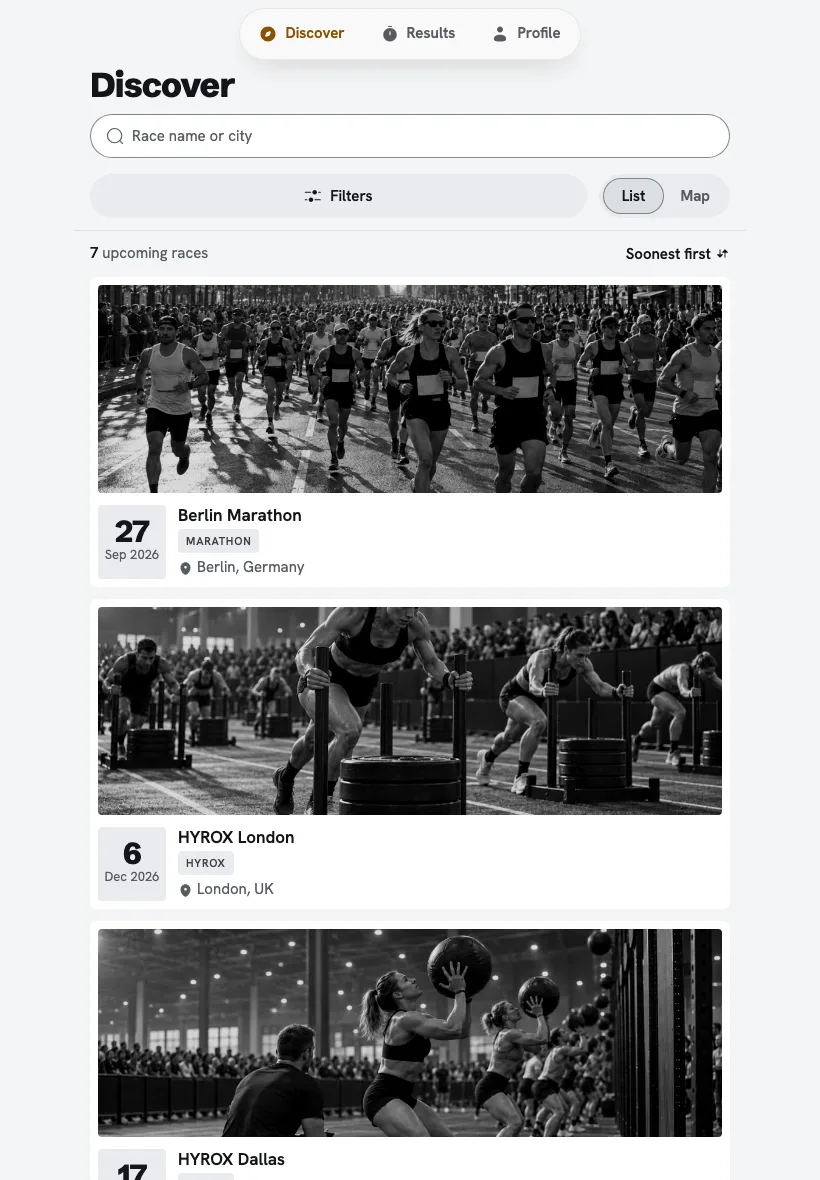 Discover Results Profile
Discover
Race name or city
Filters List Map
7 upcoming races Soonest first
27
Sep 2026
Berlin Marathon
MARATHON
Berlin, Germany
6
Dec 2026
HYROX London
HYROX
London, UK
17
HYROX Dallas